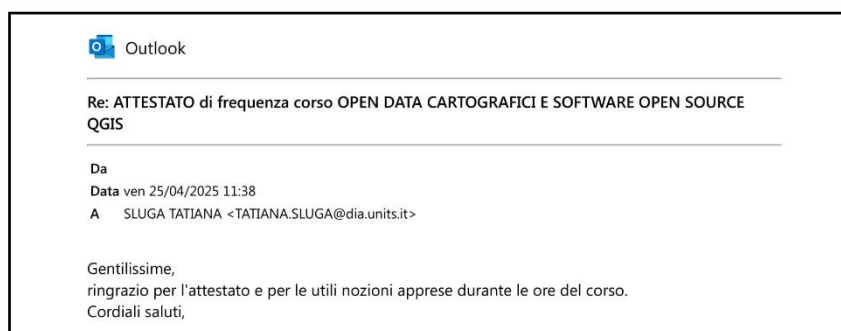 Outlook
Re: ATTESTATO di frequenza corso OPEN DATA CARTOGRAFICI E SOFTWARE OPEN SOURCE
QGIS
Da
Data ven 25/04/2025 11:38
A SLUGA TATIANA <TATIANA.SLUGA@dia.units.it>
Gentilissime,
ringrazio per l'attestato e per le utili nozioni apprese durante le ore del corso.
Cordiali saluti,